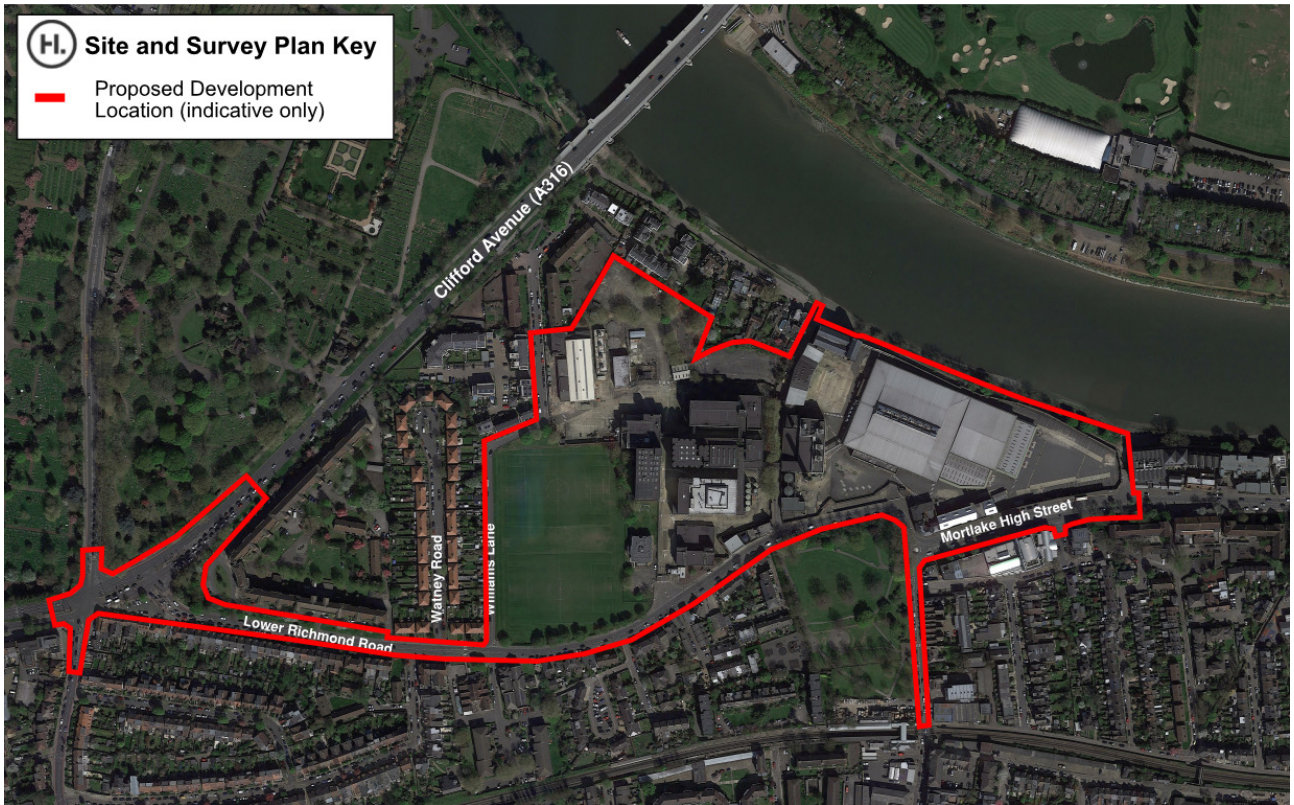 H. Site and Survey Plan Key
Proposed Development
Location (indicative only)
Clifford Avenue (A316)
Mortlake High Street
Watney Road
Williams Lane
Lower Richmond Road